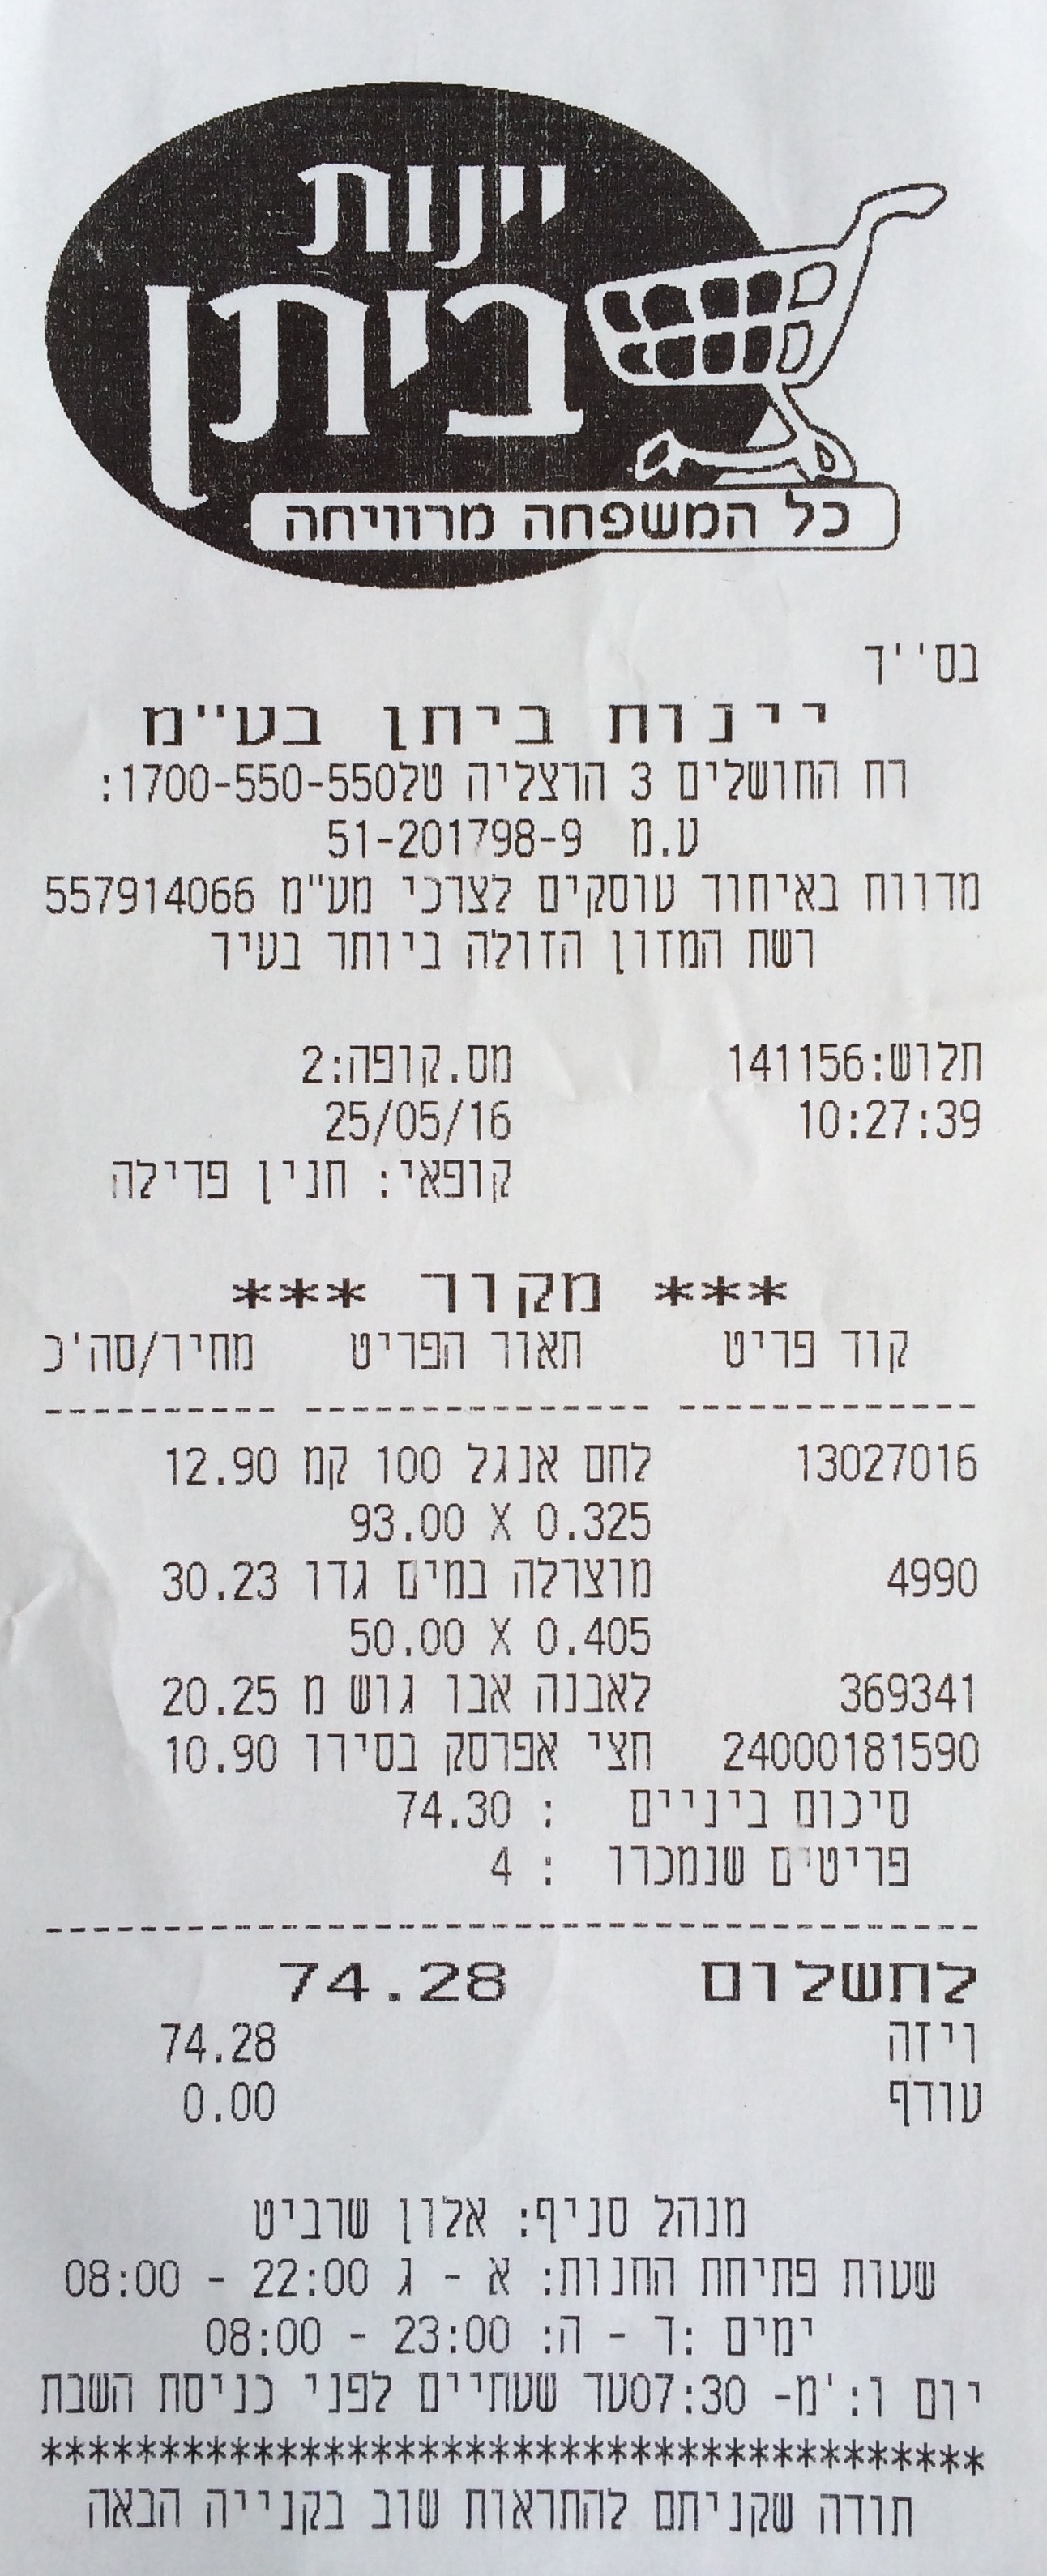 יינות
ביתן
כל המשפחה מרוויחה
בס''ד
יינות ביתן בע"מ
רח החושלים 3 הרצליה טל1700-550-550:
ע.מ 51-201798-9
מדווח באיחוד עוסקים לצרכי מע"מ 557914066
רשת המזון הזולה ביותר בעיר
תלוש:141156 מס.קופה:2
10:27:39 25/05/16
קופאי: חנין פדילה
*** מקור ***
קוד פריט תאור הפריט מחיר/סה'כ
13027016 לחם אנגל 100 קמ 12.90
93.00 X 0.325
4990 מוצרלה במים גדו 30.23
50.00 X 0.405
369341 לאבנה אבו גוש מ 20.25
24000181590 חצי אפרסק בסירו 10.90
סיכום ביניים : 74.30
פריטים שנמכרו : 4
לתשלום 74.28
ויזה 74.28
עודף 0.00
מנהל סניף: אלון שרביט
שעות פתיחת החנות: א - ג 22:00 - 08:00
ימים :ד - ה: 23:00 - 08:00
יום ו:'מ- 07:30עד שעתיים לפני כניסת השבת
****************************************
תודה שקניתם להתראות שוב בקנייה הבאה